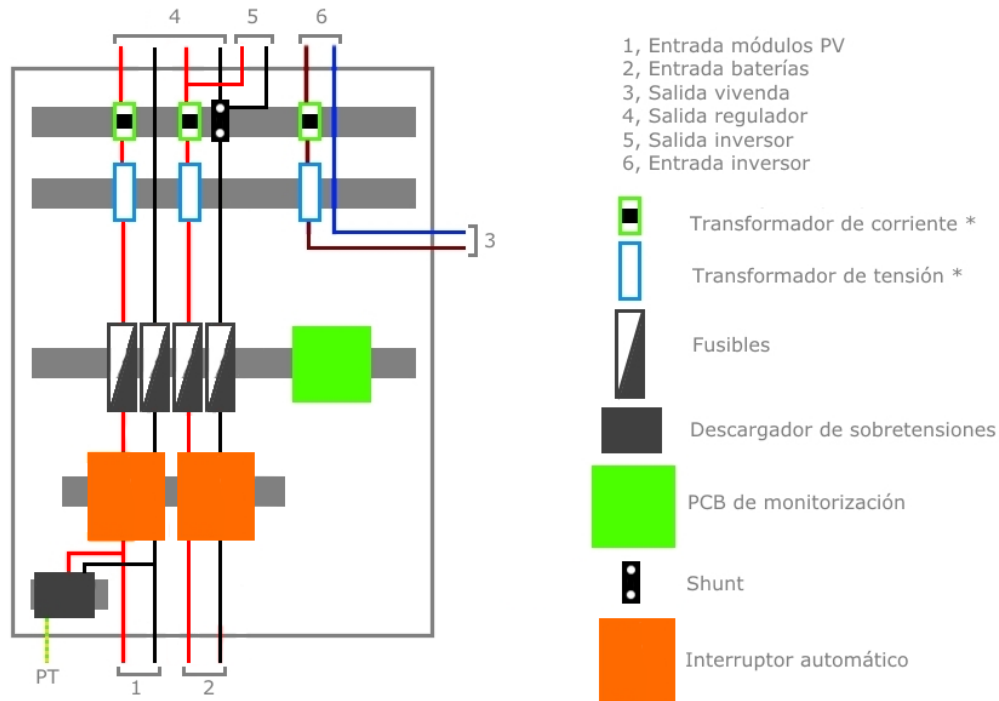 4
5
6
3
PT
1
2
1, Entrada módulos PV
2, Entrada baterías
3, Salida vivenda
4, Salida regulador
5, Salida inversor
6, Entrada inversor
Transformador de corriente *
Transformador de tensión *
Fusibles
Descargador de sobretensiones
PCB de monitorización
Shunt
Interruptor automático